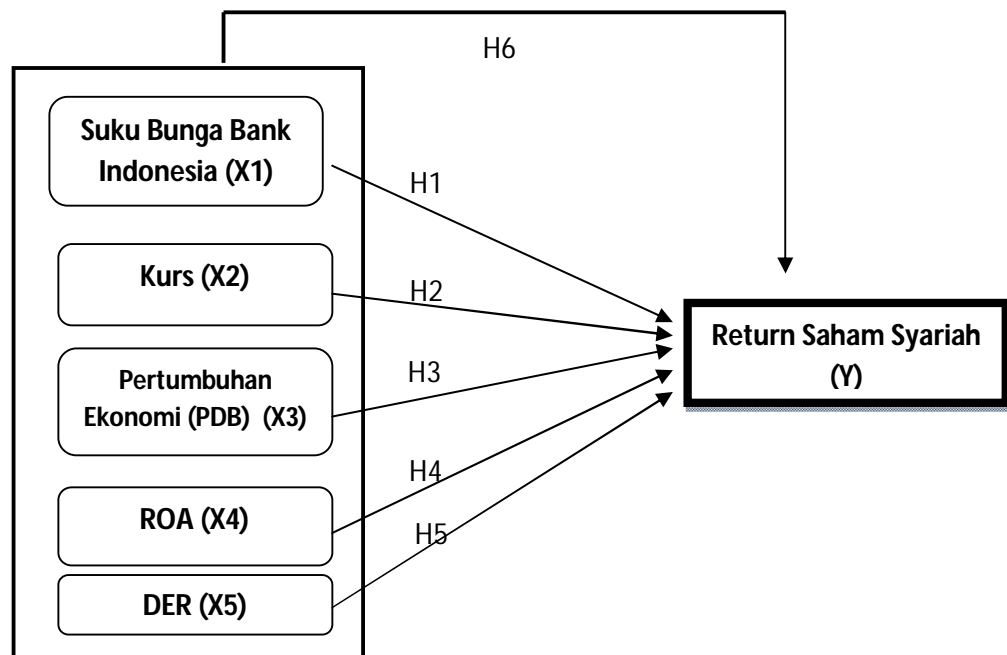 H6
Suku Bunga Bank
Indonesia (X1)
H1
Kurs (X2)
H2
Return Saham Syariah
(Y)
Pertumbuhan
Ekonomi (PDB) (X3)
H3
H4
ROA (X4)
H5
DER (X5)